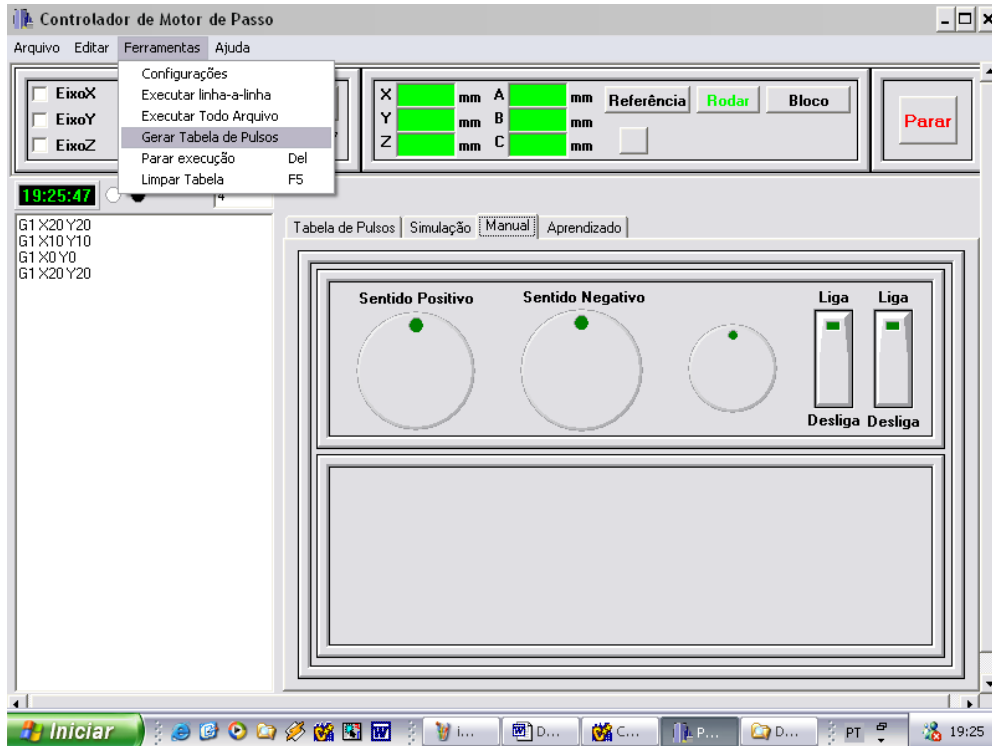 Controlador de Motor de Passo
Arquivo Editar Ferramentas Ajuda
Configurações
Executar linha-a-linha
Executar Todo Arquivo
Gerar Tabela de Pulsos
Parar execução Del
Limpar Tabela F5
EixoX
EixoY
EixoZ
X mm A mm
Y mm B mm
Z mm C mm
Referência Rodar Bloco
Parar
19:25:47
4
G1 X20 Y20
G1 X10 Y10
G1 X0 Y0
G1 X20 Y20
Tabela de Pulsos Simulação Manual Aprendizado
Sentido Positivo Sentido Negativo Liga Liga
Desliga Desliga
Iniciar i... D... C... P... D... PT 19:25